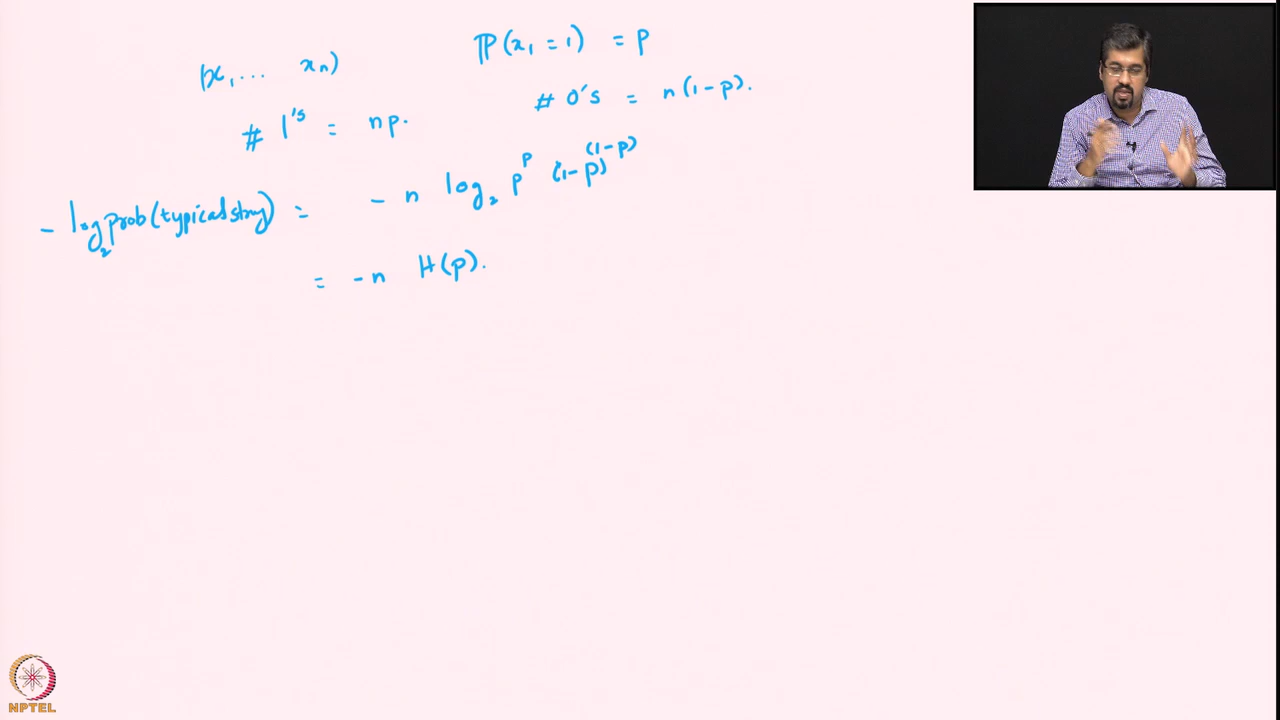 (x₁, ... xₙ)
ℙ(x₁ = 1) = p
# 1's = np.
# 0's = n(1-p).
- log₂ prob(typical string) = - n log₂ p^p (1-p)^(1-p)
= -n H(p).
NPTEL